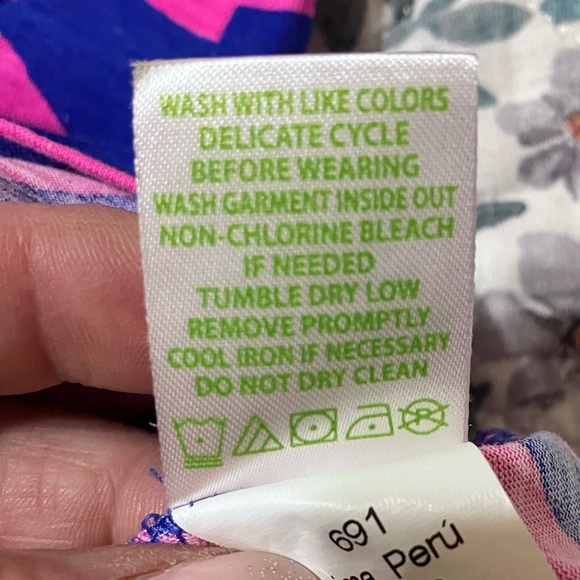 WASH WITH LIKE COLORS
DELICATE CYCLE
BEFORE WEARING
WASH GARMENT INSIDE OUT
NON-CHLORINE BLEACH
IF NEEDED
TUMBLE DRY LOW
REMOVE PROMPTLY
COOL IRON IF NECESSARY
DO NOT DRY CLEAN
P
691
Perú